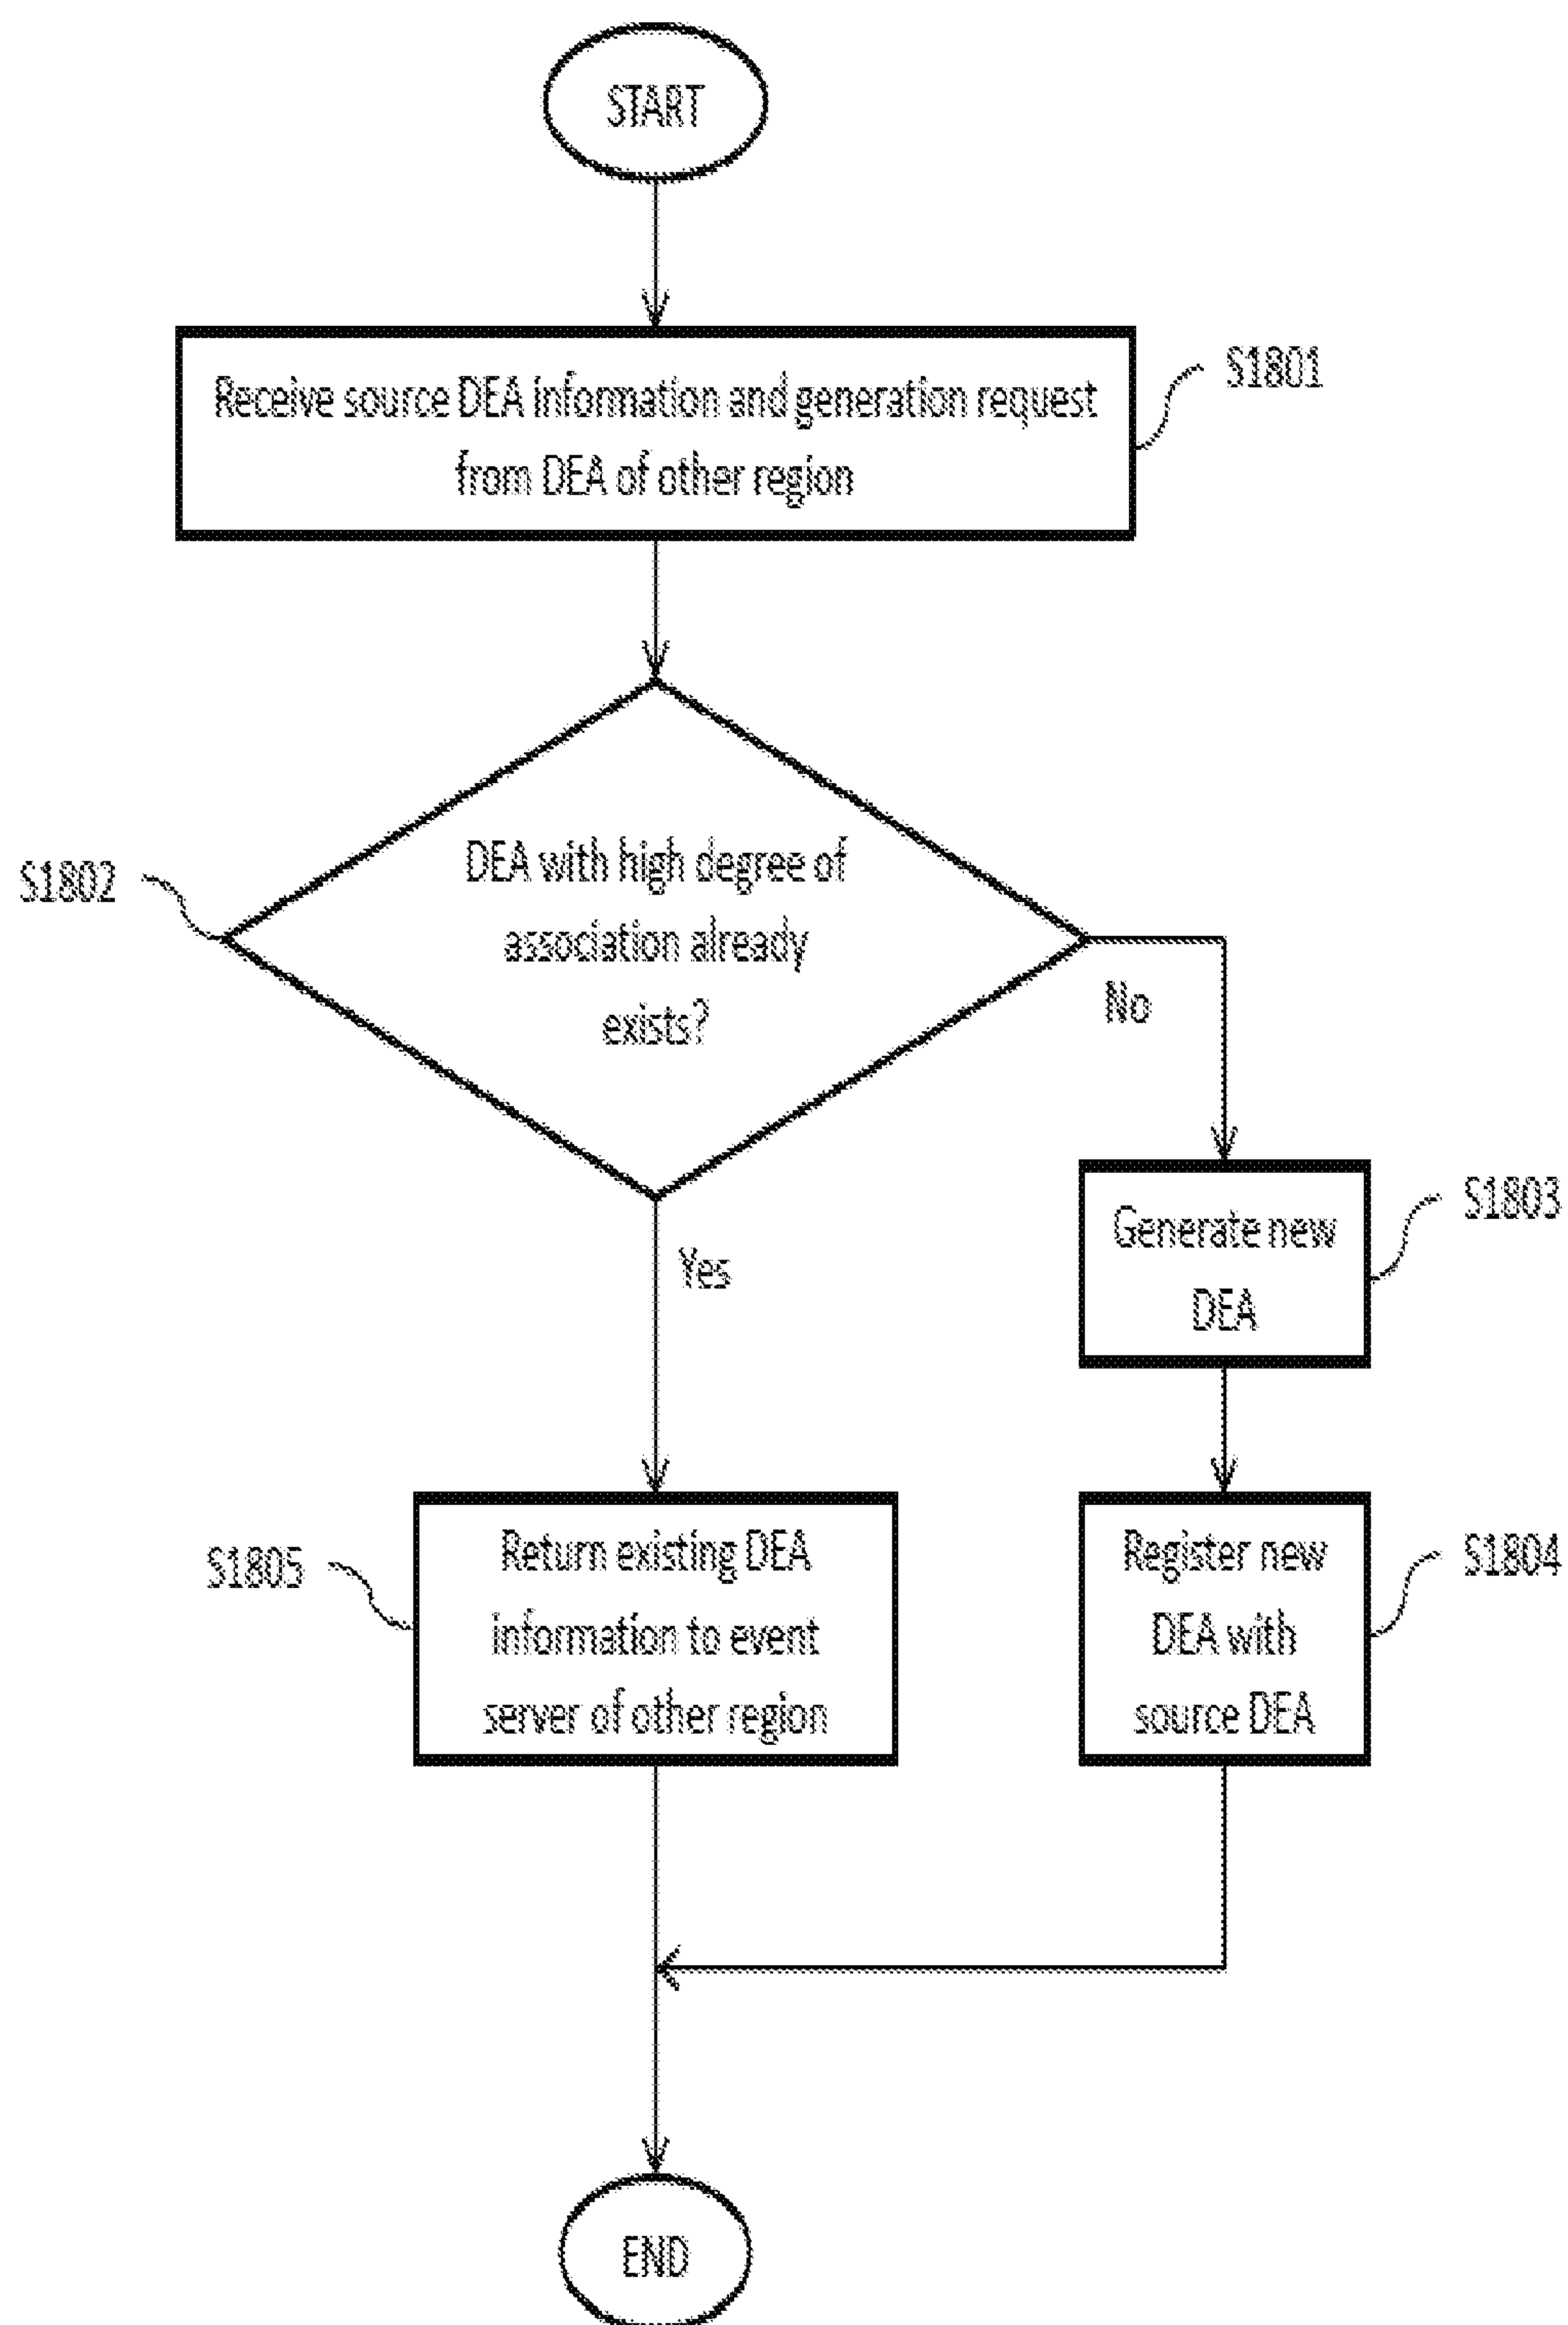 START
Receive source DEA information and generation request
from DEA of other region
S1801
DEA with high degree of
association already
exists?
S1802
No
Yes
Generate new
DEA
S1803
Return existing DEA
information to event
server of other region
S1805
Register new
DEA with
source DEA
S1804
END